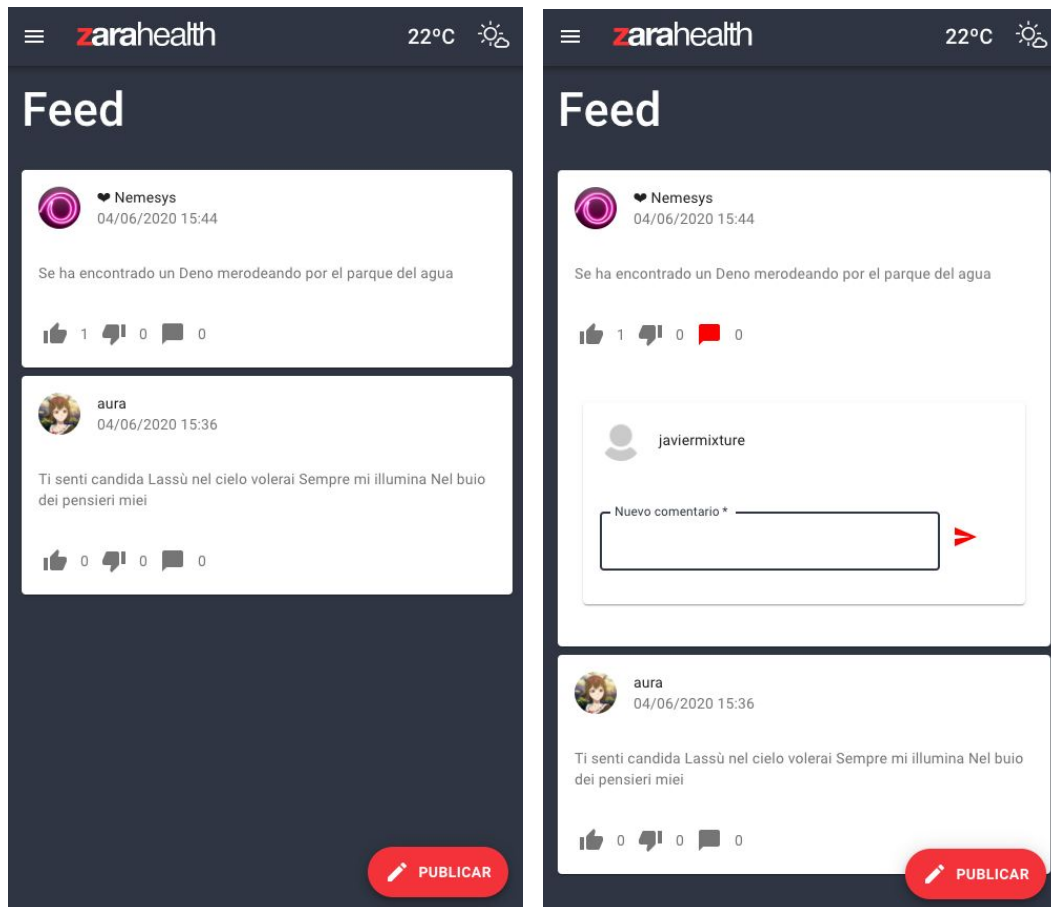 zarahealth 22°C
Feed
❤ Nemesys
04/06/2020 15:44
Se ha encontrado un Deno merodeando por el parque del agua
1 0 0
aura
04/06/2020 15:36
Ti senti candida Lassù nel cielo volerai Sempre mi illumina Nel buio
dei pensieri miei
0 0 0
PUBLICAR
zarahealth 22°C
Feed
❤ Nemesys
04/06/2020 15:44
Se ha encontrado un Deno merodeando por el parque del agua
1 0 0
javiermixture
Nuevo comentario *
aura
04/06/2020 15:36
Ti senti candida Lassù nel cielo volerai Sempre mi illumina Nel buio
dei pensieri miei
0 0 0
PUBLICAR